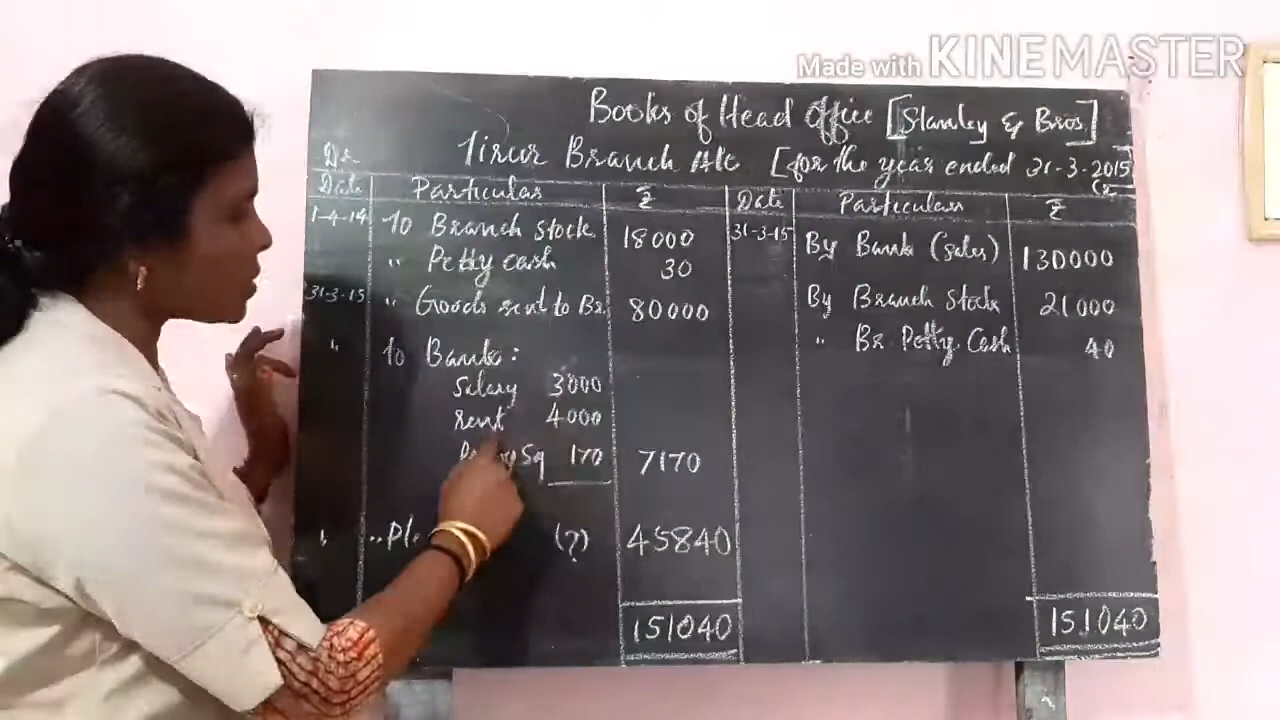 Made with KINEMASTER
Books of Head Office [Stanley & Bros]
Dr. Tirur Branch A/c [for the year ended 31-3-2015]
Date Particulars ₹ Date Particulars ₹
1-4-14 To Branch stock 18000 31-3-15 By Bank (sales) 130000
" Petty cash 30
31-3-15 " Goods sent to Br. 80000 By Branch Stock 21000
" To Bank: " Br. Petty Cash 40
Salary 3000
rent 4000
170 7170
" (?) 45840
151040 151040